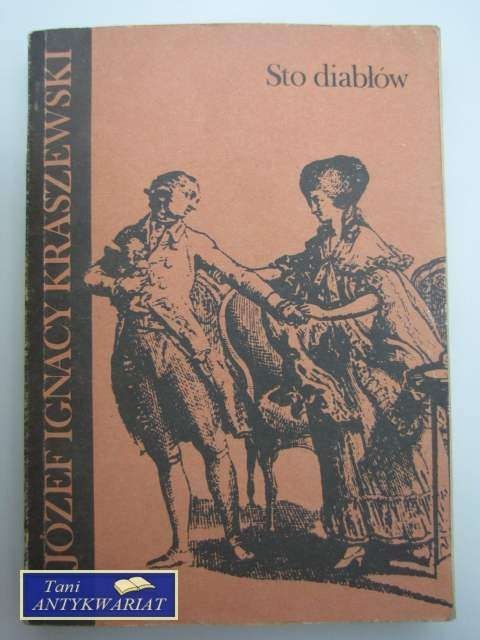 Sto diabłów
JÓZEF IGNACY KRASZEWSKI
Tani
ANTYKWARIAT